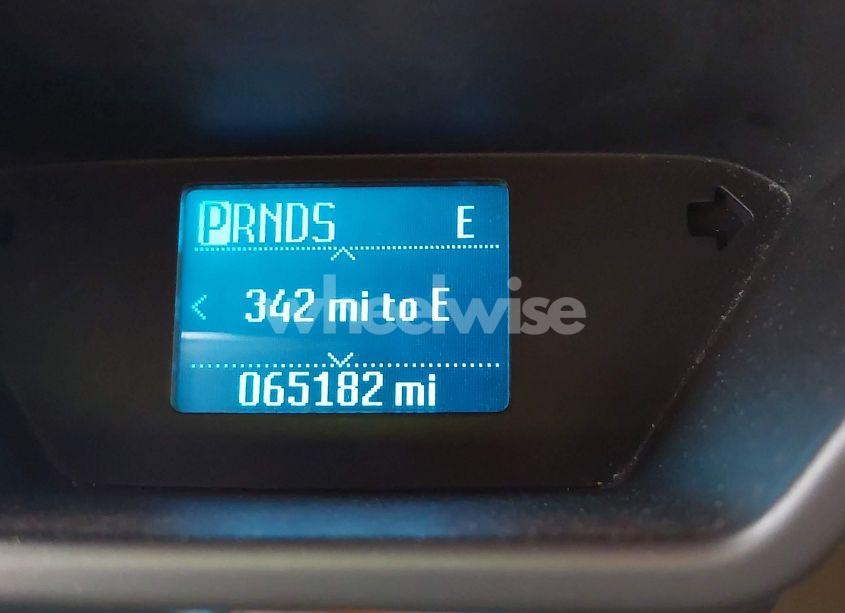 PRNDS E
< 342 mi to E
wheelwise
065182 mi